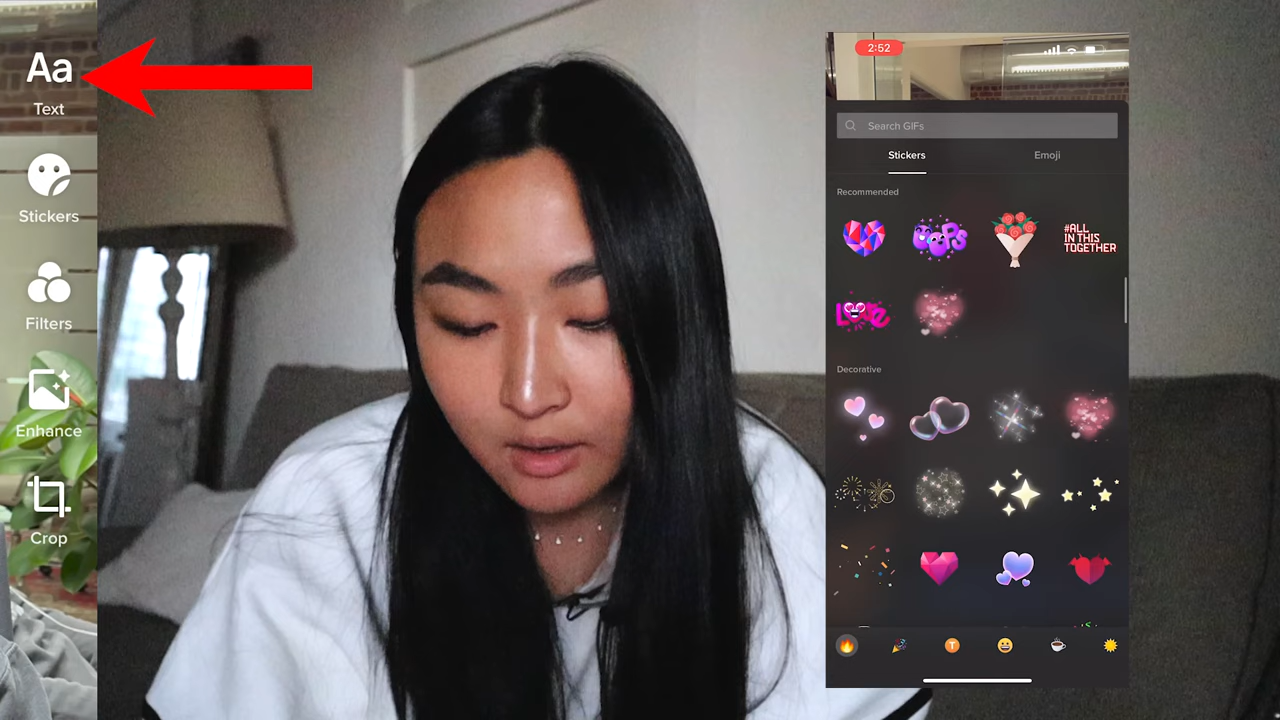 Aa
Text
Stickers
Filters
Enhance
Crop
2:52
Search GIFs
Stickers
Emoji
Recommended
OOPS
#ALL
IN THIS
TOGETHER
LOVE
Decorative
T